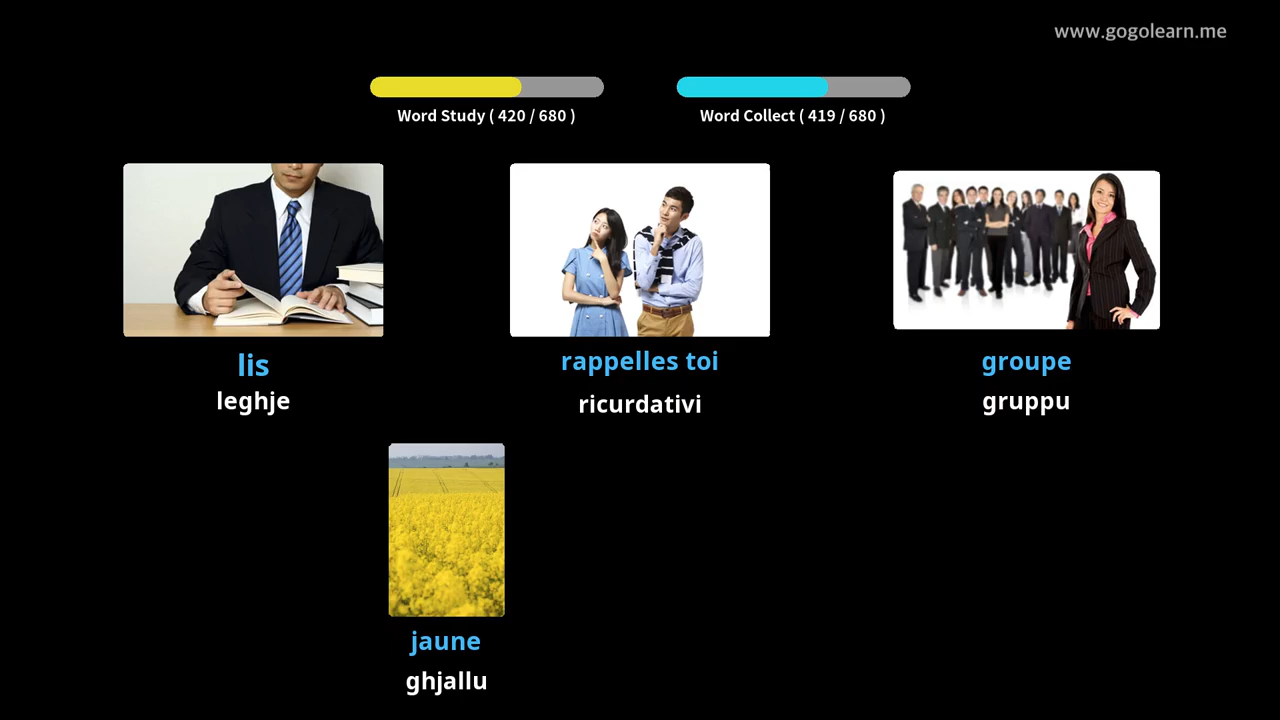 www.gogolearn.me
Word Study ( 420 / 680 )
Word Collect ( 419 / 680 )
lis
leghje
rappelles toi
ricurdativi
groupe
gruppu
jaune
ghjallu